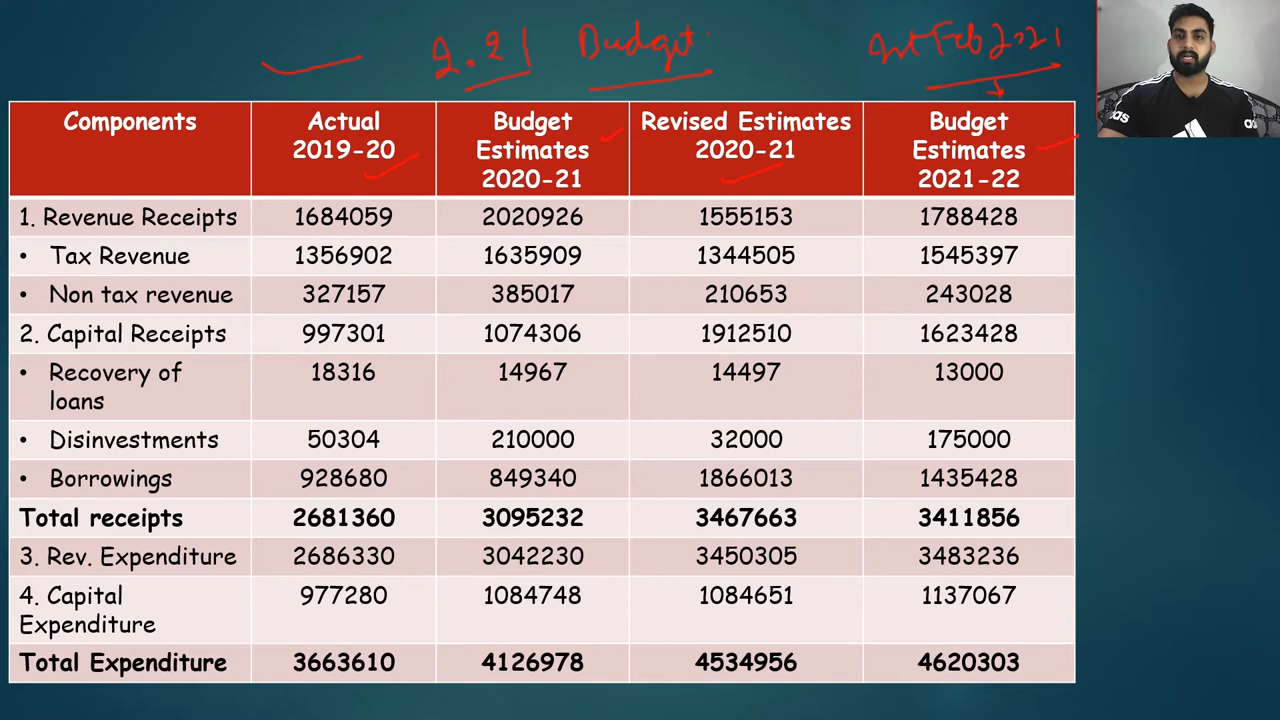 2.21 Budget 1st Feb 2021
Components Actual 2019-20 Budget Estimates 2020-21 Revised Estimates 2020-21 Budget Estimates 2021-22
1. Revenue Receipts 1684059 2020926 1555153 1788428
• Tax Revenue 1356902 1635909 1344505 1545397
• Non tax revenue 327157 385017 210653 243028
2. Capital Receipts 997301 1074306 1912510 1623428
• Recovery of loans 18316 14967 14497 13000
• Disinvestments 50304 210000 32000 175000
• Borrowings 928680 849340 1866013 1435428
Total receipts 2681360 3095232 3467663 3411856
3. Rev. Expenditure 2686330 3042230 3450305 3483236
4. Capital Expenditure 977280 1084748 1084651 1137067
Total Expenditure 3663610 4126978 4534956 4620303